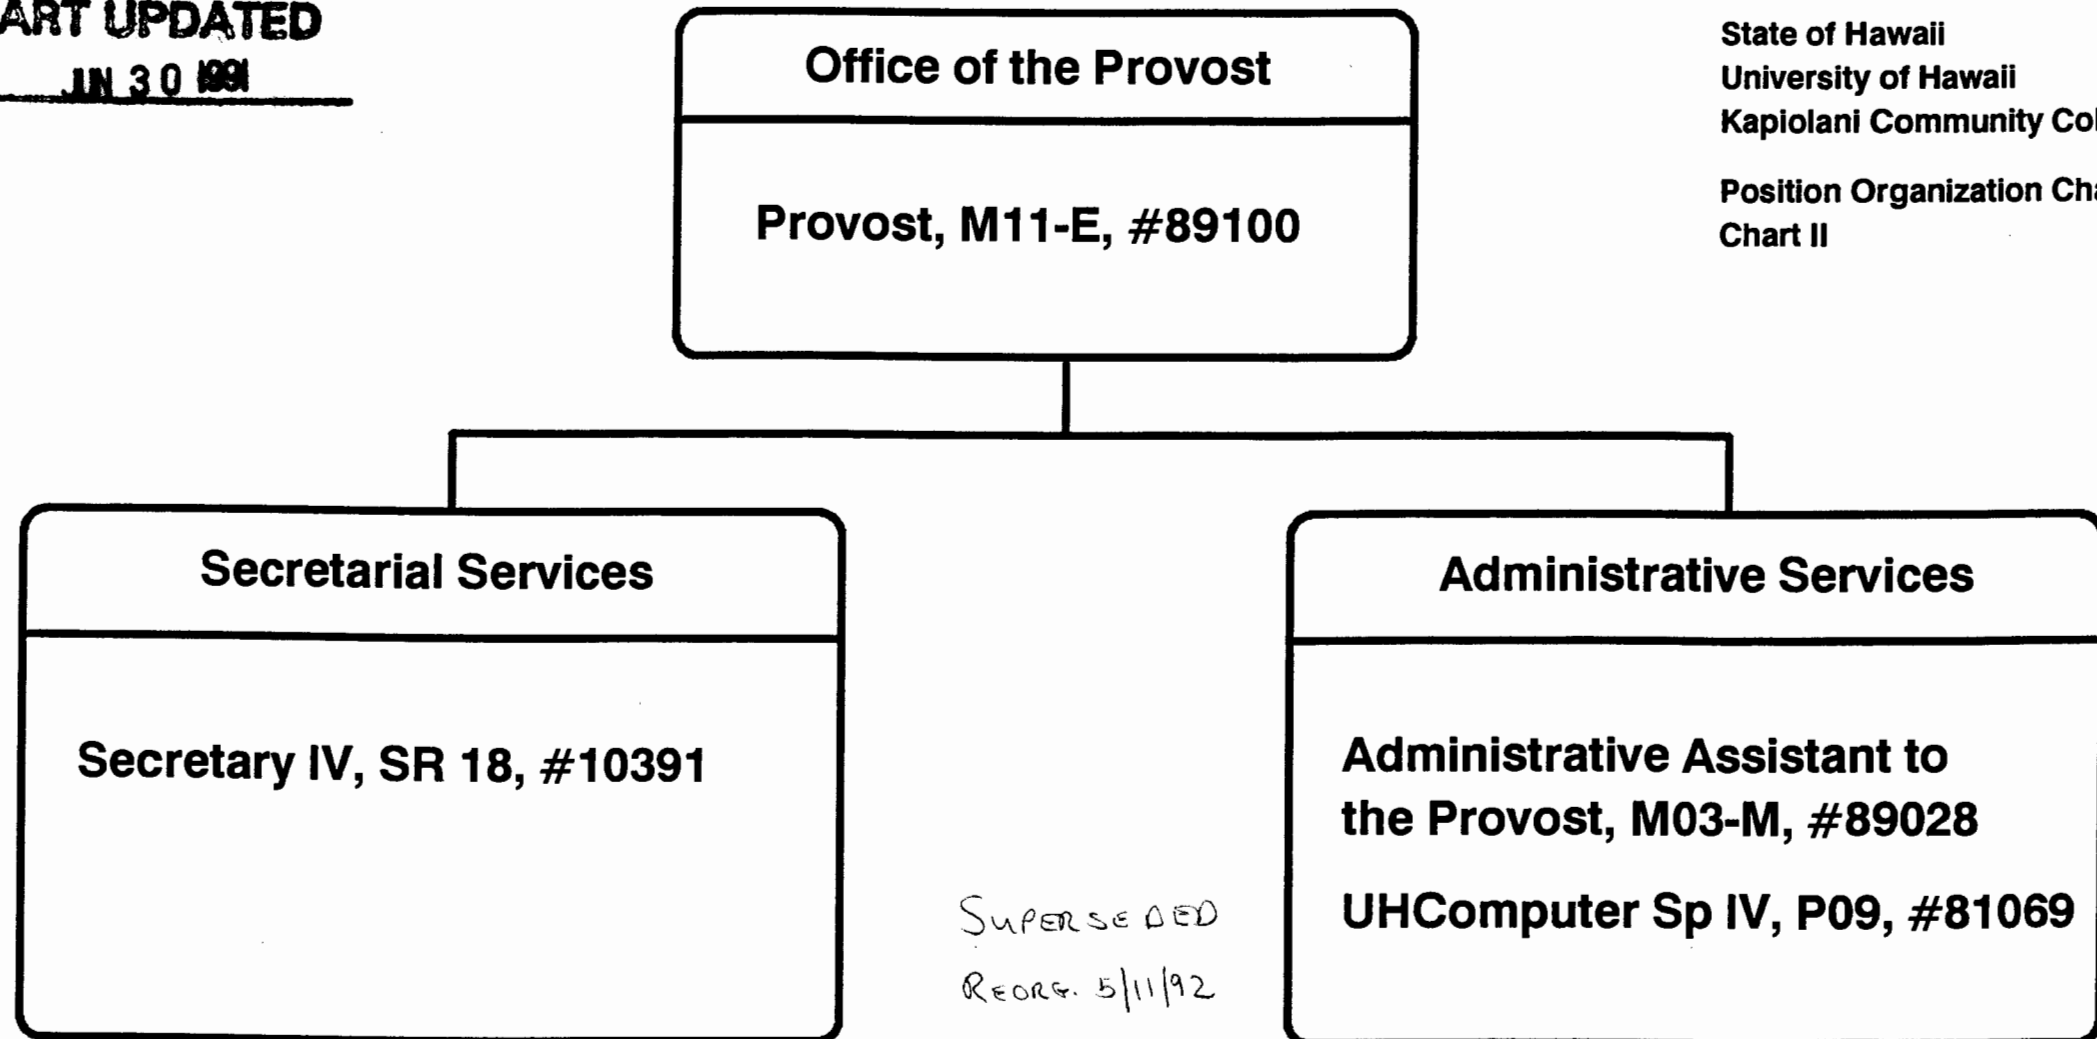 ART UPDATED
JUN 30 1991
State of Hawaii
University of Hawaii
Kapiolani Community Col
Position Organization Cha
Chart II
Office of the Provost
Provost, M11-E, #89100
Secretarial Services
Secretary IV, SR 18, #10391
Administrative Services
Administrative Assistant to
the Provost, M03-M, #89028
UHComputer Sp IV, P09, #81069
SUPERSEDED
REORG. 5/11/92